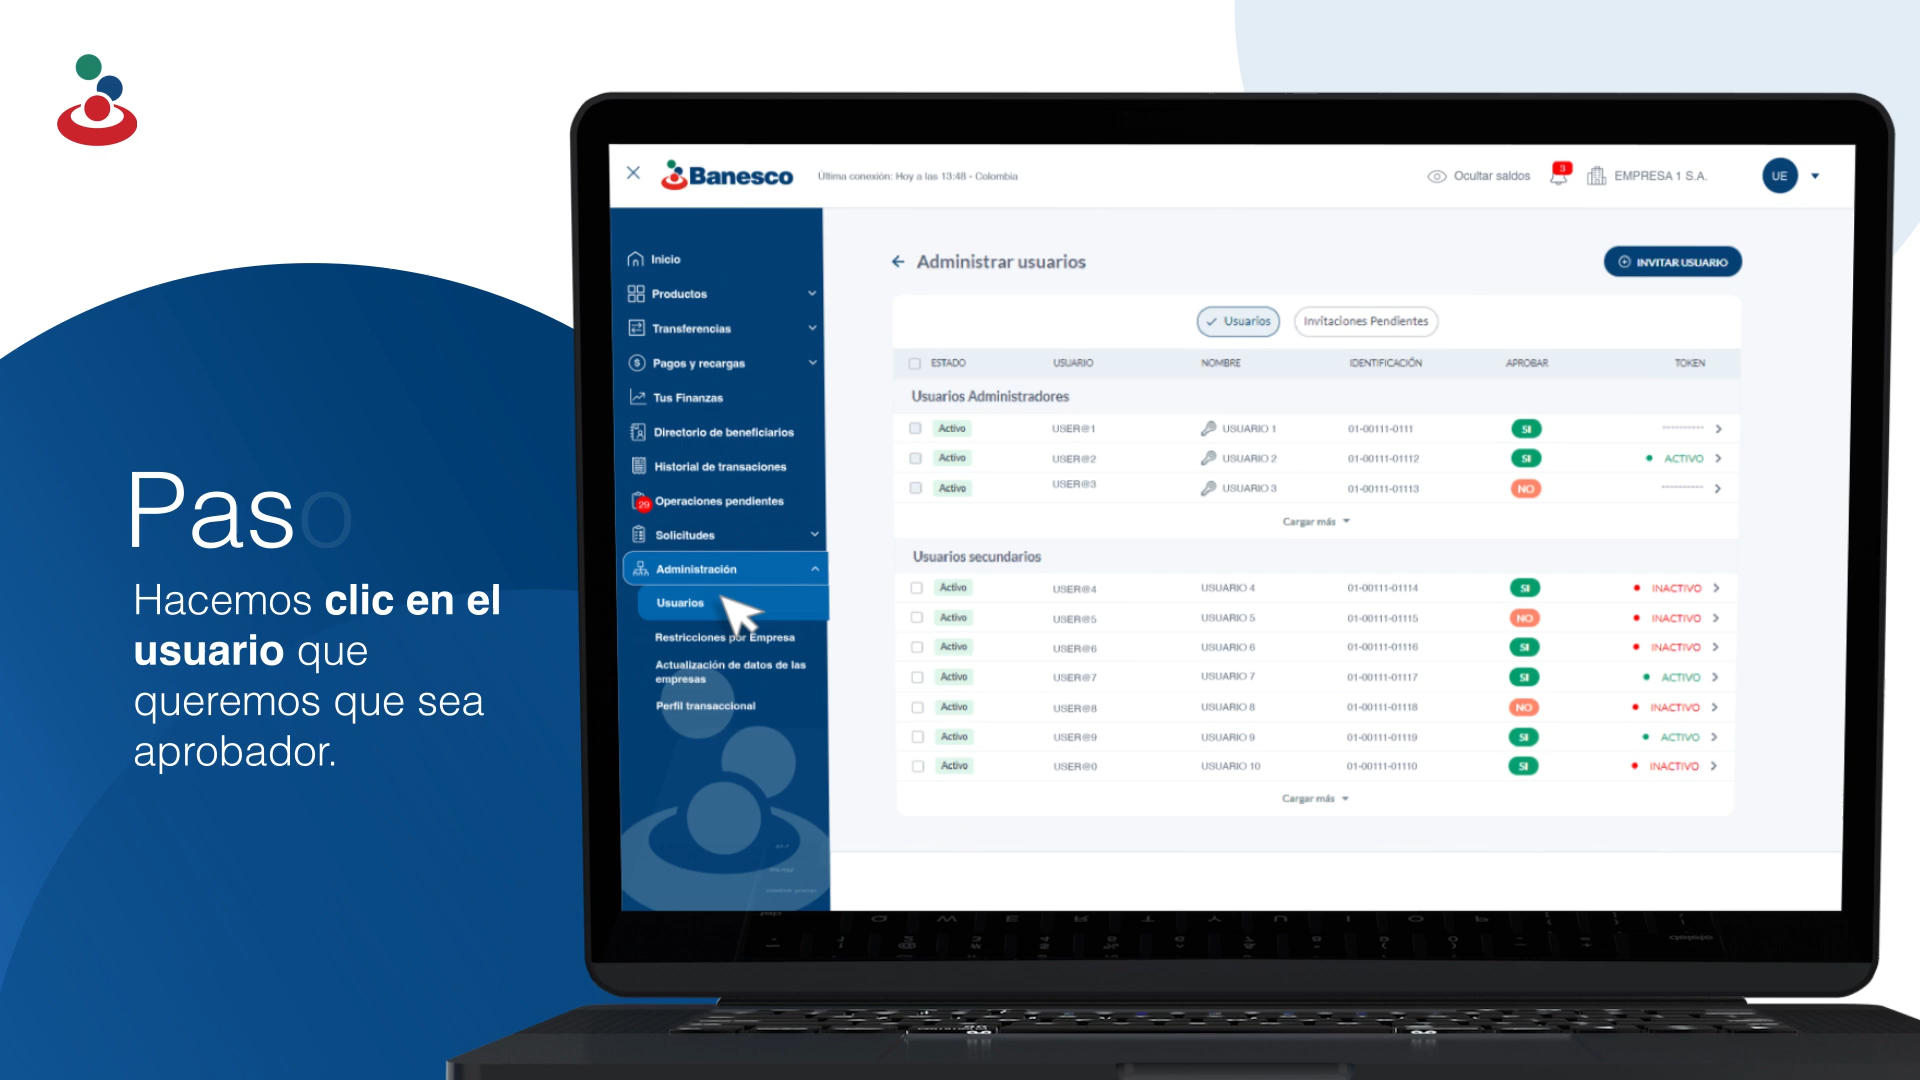 Paso
Hacemos clic en el
usuario que
queremos que sea
aprobador.
Banesco
Última conexión: Hoy a las 13:48 - Colombia
Ocultar saldos
3
EMPRESA 1 S.A.
UE
Inicio
Productos
Transferencias
Pagos y recargas
Tus Finanzas
Directorio de beneficiarios
Historial de transacciones
29
Operaciones pendientes
Solicitudes
Administración
Usuarios
Restricciones por Empresa
Actualización de datos de las
empresas
Perfil transaccional
Administrar usuarios
INVITAR USUARIO
Usuarios Invitaciones Pendientes
ESTADO USUARIO NOMBRE IDENTIFICACIÓN APROBAR TOKEN
Usuarios Administradores
Activo USER@1 USUARIO 1 01-00111-0111 SI ----------
Activo USER@2 USUARIO 2 01-00111-01112 SI ACTIVO
Activo USER@3 USUARIO 3 01-00111-01113 NO ----------
Cargar más
Usuarios secundarios
Activo USER@4 USUARIO 4 01-00111-01114 SI INACTIVO
Activo USER@5 USUARIO 5 01-00111-01115 NO INACTIVO
Activo USER@6 USUARIO 6 01-00111-01116 SI INACTIVO
Activo USER@7 USUARIO 7 01-00111-01117 SI ACTIVO
Activo USER@8 USUARIO 8 01-00111-01118 NO INACTIVO
Activo USER@9 USUARIO 9 01-00111-01119 SI ACTIVO
Activo USER@0 USUARIO 10 01-00111-01110 SI INACTIVO
Cargar más